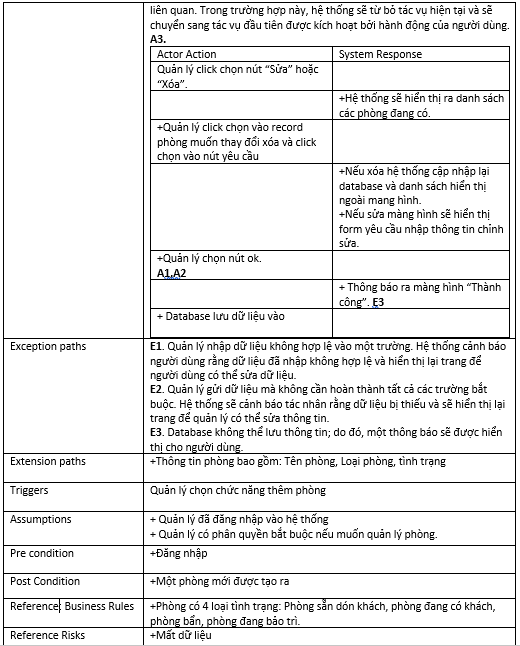 liên quan. Trong trường hợp này, hệ thống sẽ từ bỏ tác vụ hiện tại và sẽ
chuyển sang tác vụ đầu tiên được kích hoạt bởi hành động của người dùng.
A3.
Actor Action
System Response
Quản lý click chọn nút “Sửa” hoặc
“Xóa”.
+Hệ thống sẽ hiển thị ra danh sách
các phòng đang có.
+Quản lý click chọn vào record
phòng muốn thay đổi xóa và click
chọn vào nút yêu cầu
+Nếu xóa hệ thống cập nhập lại
database và danh sách hiển thị
ngoài mang hình.
+Nếu sửa màng hình sẽ hiển thị
form yêu cầu nhập thông tin chỉnh
sửa.
+Quản lý chọn nút ok.
A1,A2
+ Thông báo ra màng hình “Thành
công”. E3
+ Database lưu dữ liệu vào
Exception paths
E1. Quản lý nhập dữ liệu không hợp lệ vào một trường. Hệ thống cảnh báo
người dùng rằng dữ liệu đã nhập không hợp lệ và hiển thị lại trang để
người dùng có thể sửa dữ liệu.
E2. Quản lý gửi dữ liệu mà không cần hoàn thành tất cả các trường bắt
buộc. Hệ thống sẽ cảnh báo tác nhân rằng dữ liệu bị thiếu và sẽ hiển thị lại
trang để quản lý có thể sửa thông tin.
E3. Database không thể lưu thông tin; do đó, một thông báo sẽ được hiển
thị cho người dùng.
Extension paths
+Thông tin phòng bao gồm: Tên phòng, Loại phòng, tình trạng
Triggers
Quản lý chọn chức năng thêm phòng
Assumptions
+ Quản lý đã đăng nhập vào hệ thống
+ Quản lý có phân quyền bắt buộc nếu muốn quản lý phòng.
Pre condition
+Đăng nhập
Post Condition
+Một phòng mới được tạo ra
Reference: Business Rules
+Phòng có 4 loại tình trạng: Phòng sẵn dón khách, phòng đang có khách,
phòng bẩn, phòng đang bảo trì.
Reference Risks
+Mất dữ liệu